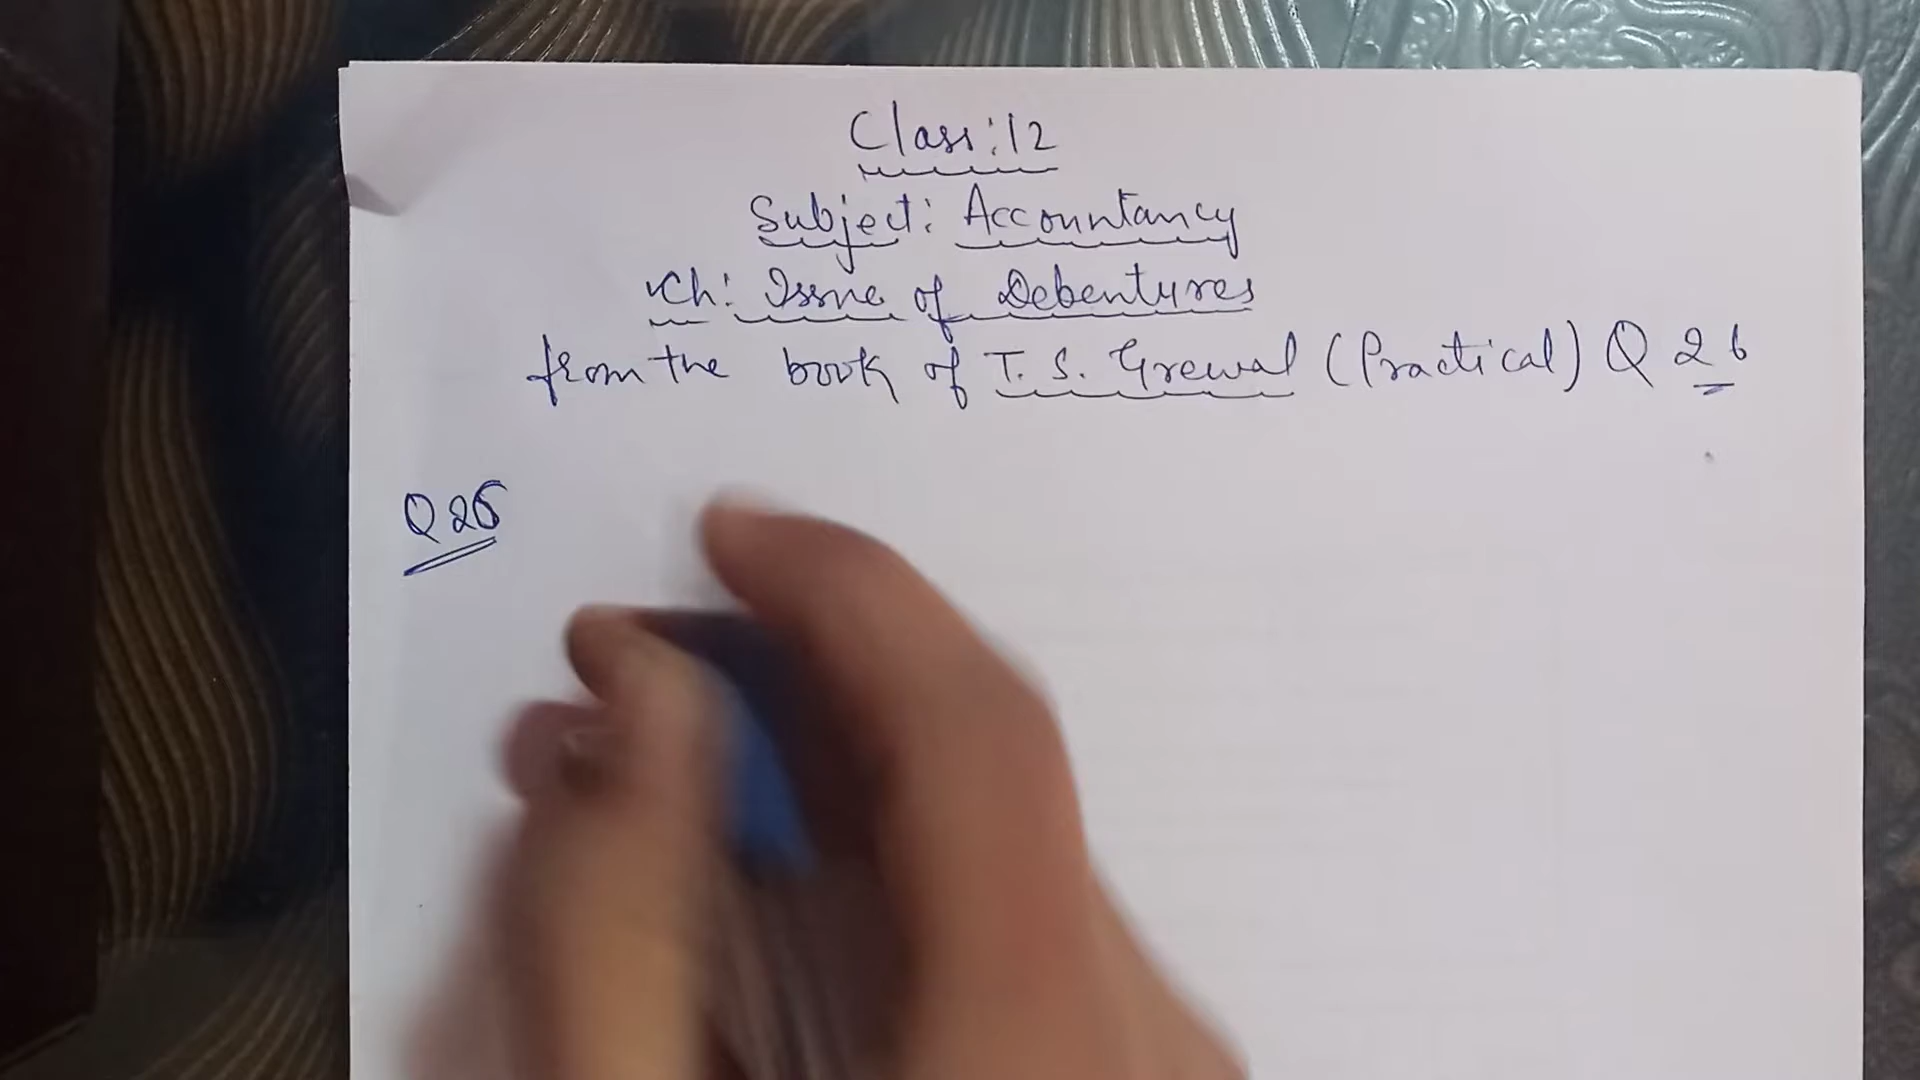 Class: 12
Subject: Accountancy
Ch: Issue of Debentures
from the book of T. S. Grewal (Practical) Q 26
Q 26